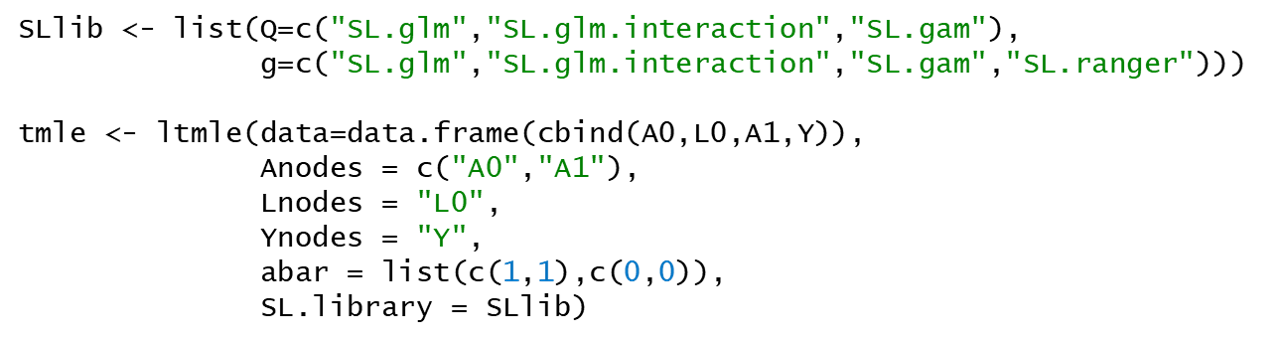 SLlib <- list(Q=c("SL.glm","SL.glm.interaction","SL.gam"),
g=c("SL.glm","SL.glm.interaction","SL.gam","SL.ranger")))
tmle <- ltmle(data=data.frame(cbind(A0,L0,A1,Y)),
Anodes = c("A0","A1"),
Lnodes = "L0",
Ynodes = "Y",
abar = list(c(1,1),c(0,0)),
SL.library = SLlib)